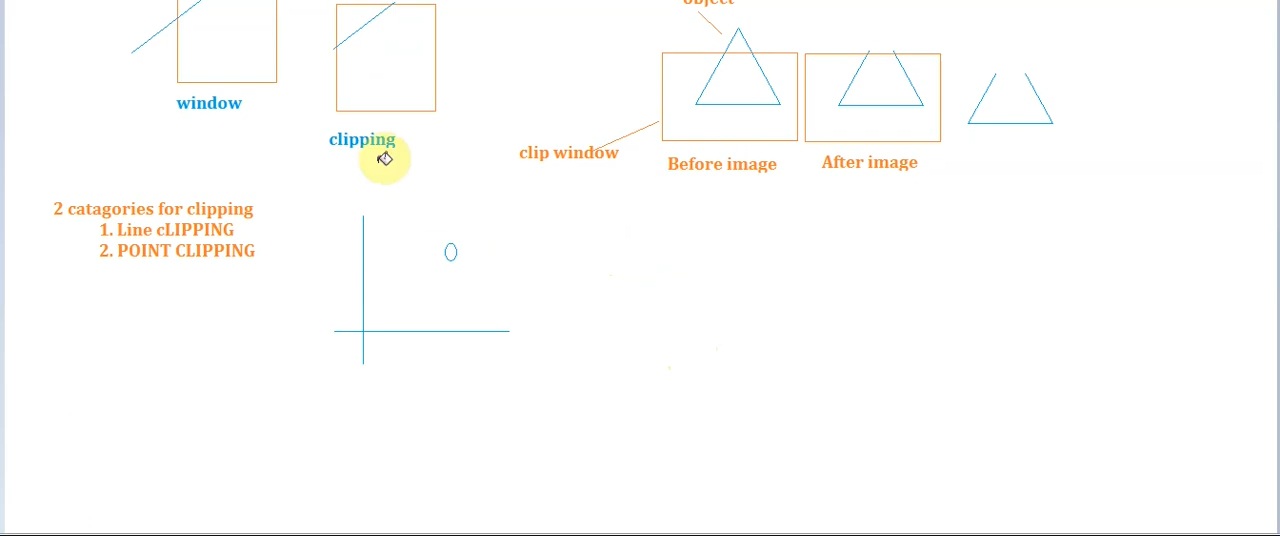 object
window
clipping
clip window
Before image
After image
2 catagories for clipping
1. Line cLIPPING
2. POINT CLIPPING